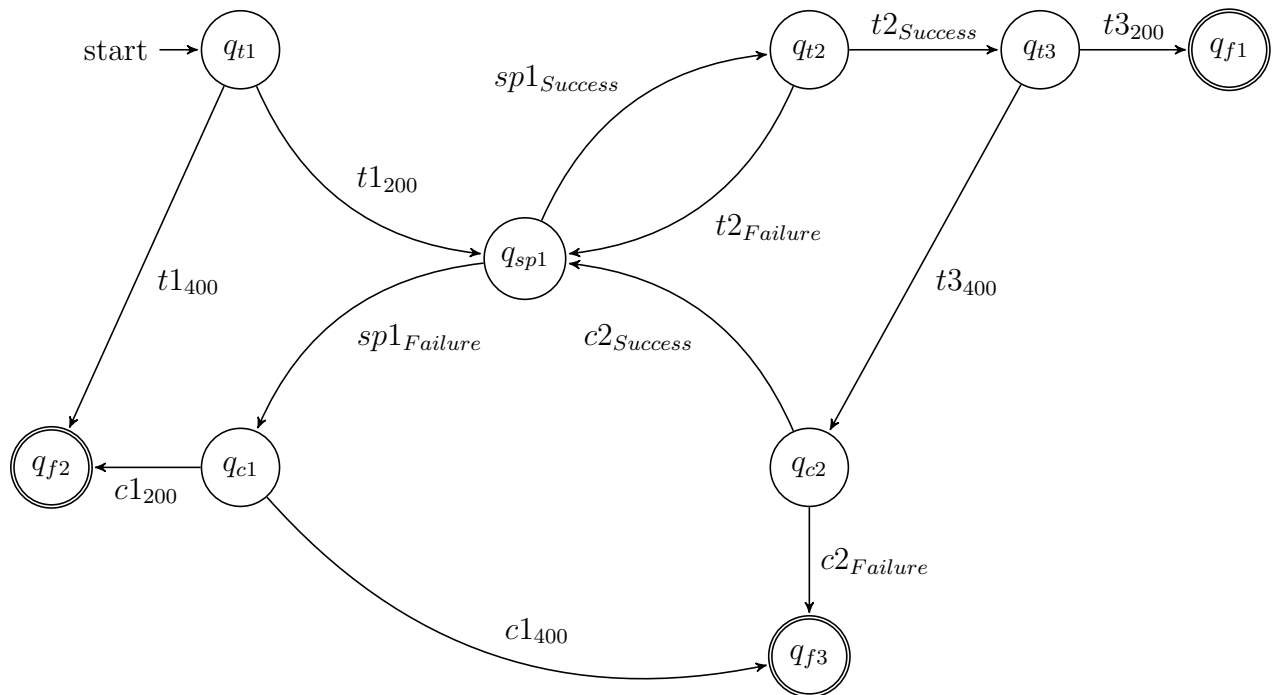 start
q_{t1}
q_{t2}
t2_{Success}
q_{t3}
t3_{200}
q_{f1}
sp1_{Success}
t1_{200}
t2_{Failure}
q_{sp1}
t1_{400}
t3_{400}
sp1_{Failure}
c2_{Success}
q_{f2}
c1_{200}
q_{c1}
q_{c2}
c2_{Failure}
c1_{400}
q_{f3}